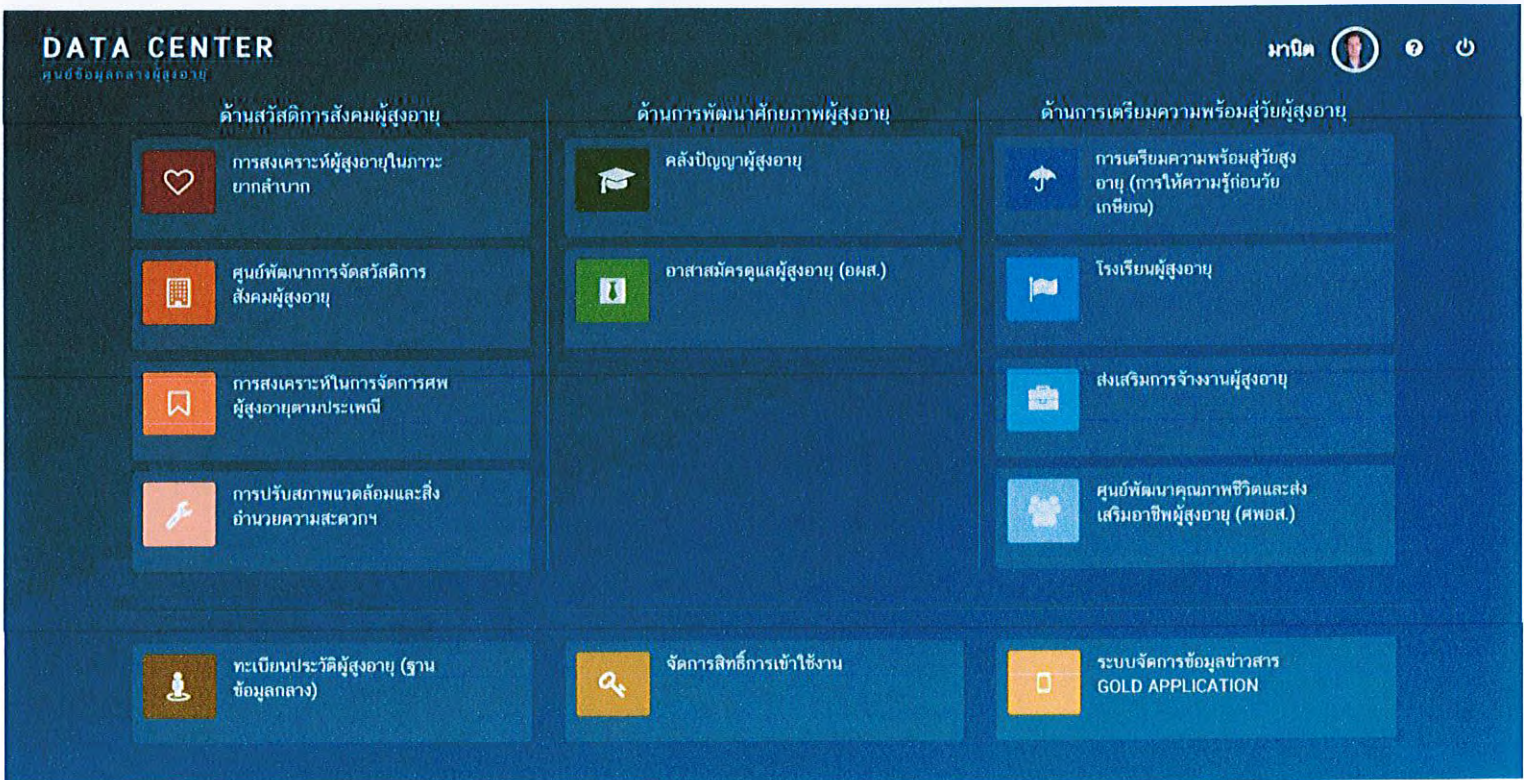 DATA CENTER
ศูนย์ข้อมูลกลางผู้สูงอายุ
มานิต
ด้านสวัสดิการสังคมผู้สูงอายุ
การสงเคราะห์ผู้สูงอายุในภาวะ
ยากลำบาก
ศูนย์พัฒนาการจัดสวัสดิการ
สังคมผู้สูงอายุ
การสงเคราะห์ในการจัดการศพ
ผู้สูงอายุตามประเพณี
การปรับสภาพแวดล้อมและสิ่ง
อำนวยความสะดวกฯ
ด้านการพัฒนาศักยภาพผู้สูงอายุ
คลังปัญญาผู้สูงอายุ
อาสาสมัครดูแลผู้สูงอายุ (อผส.)
ด้านการเตรียมความพร้อมสู่วัยผู้สูงอายุ
การเตรียมความพร้อมสู่วัยสูง
อายุ (การให้ความรู้ก่อนวัย
เกษียณ)
โรงเรียนผู้สูงอายุ
ส่งเสริมการจ้างงานผู้สูงอายุ
ศูนย์พัฒนาคุณภาพชีวิตและส่ง
เสริมอาชีพผู้สูงอายุ (ศพอส.)
ทะเบียนประวัติผู้สูงอายุ (ฐาน
ข้อมูลกลาง)
จัดการสิทธิ์การเข้าใช้งาน
ระบบจัดการข้อมูลข่าวสาร
GOLD APPLICATION